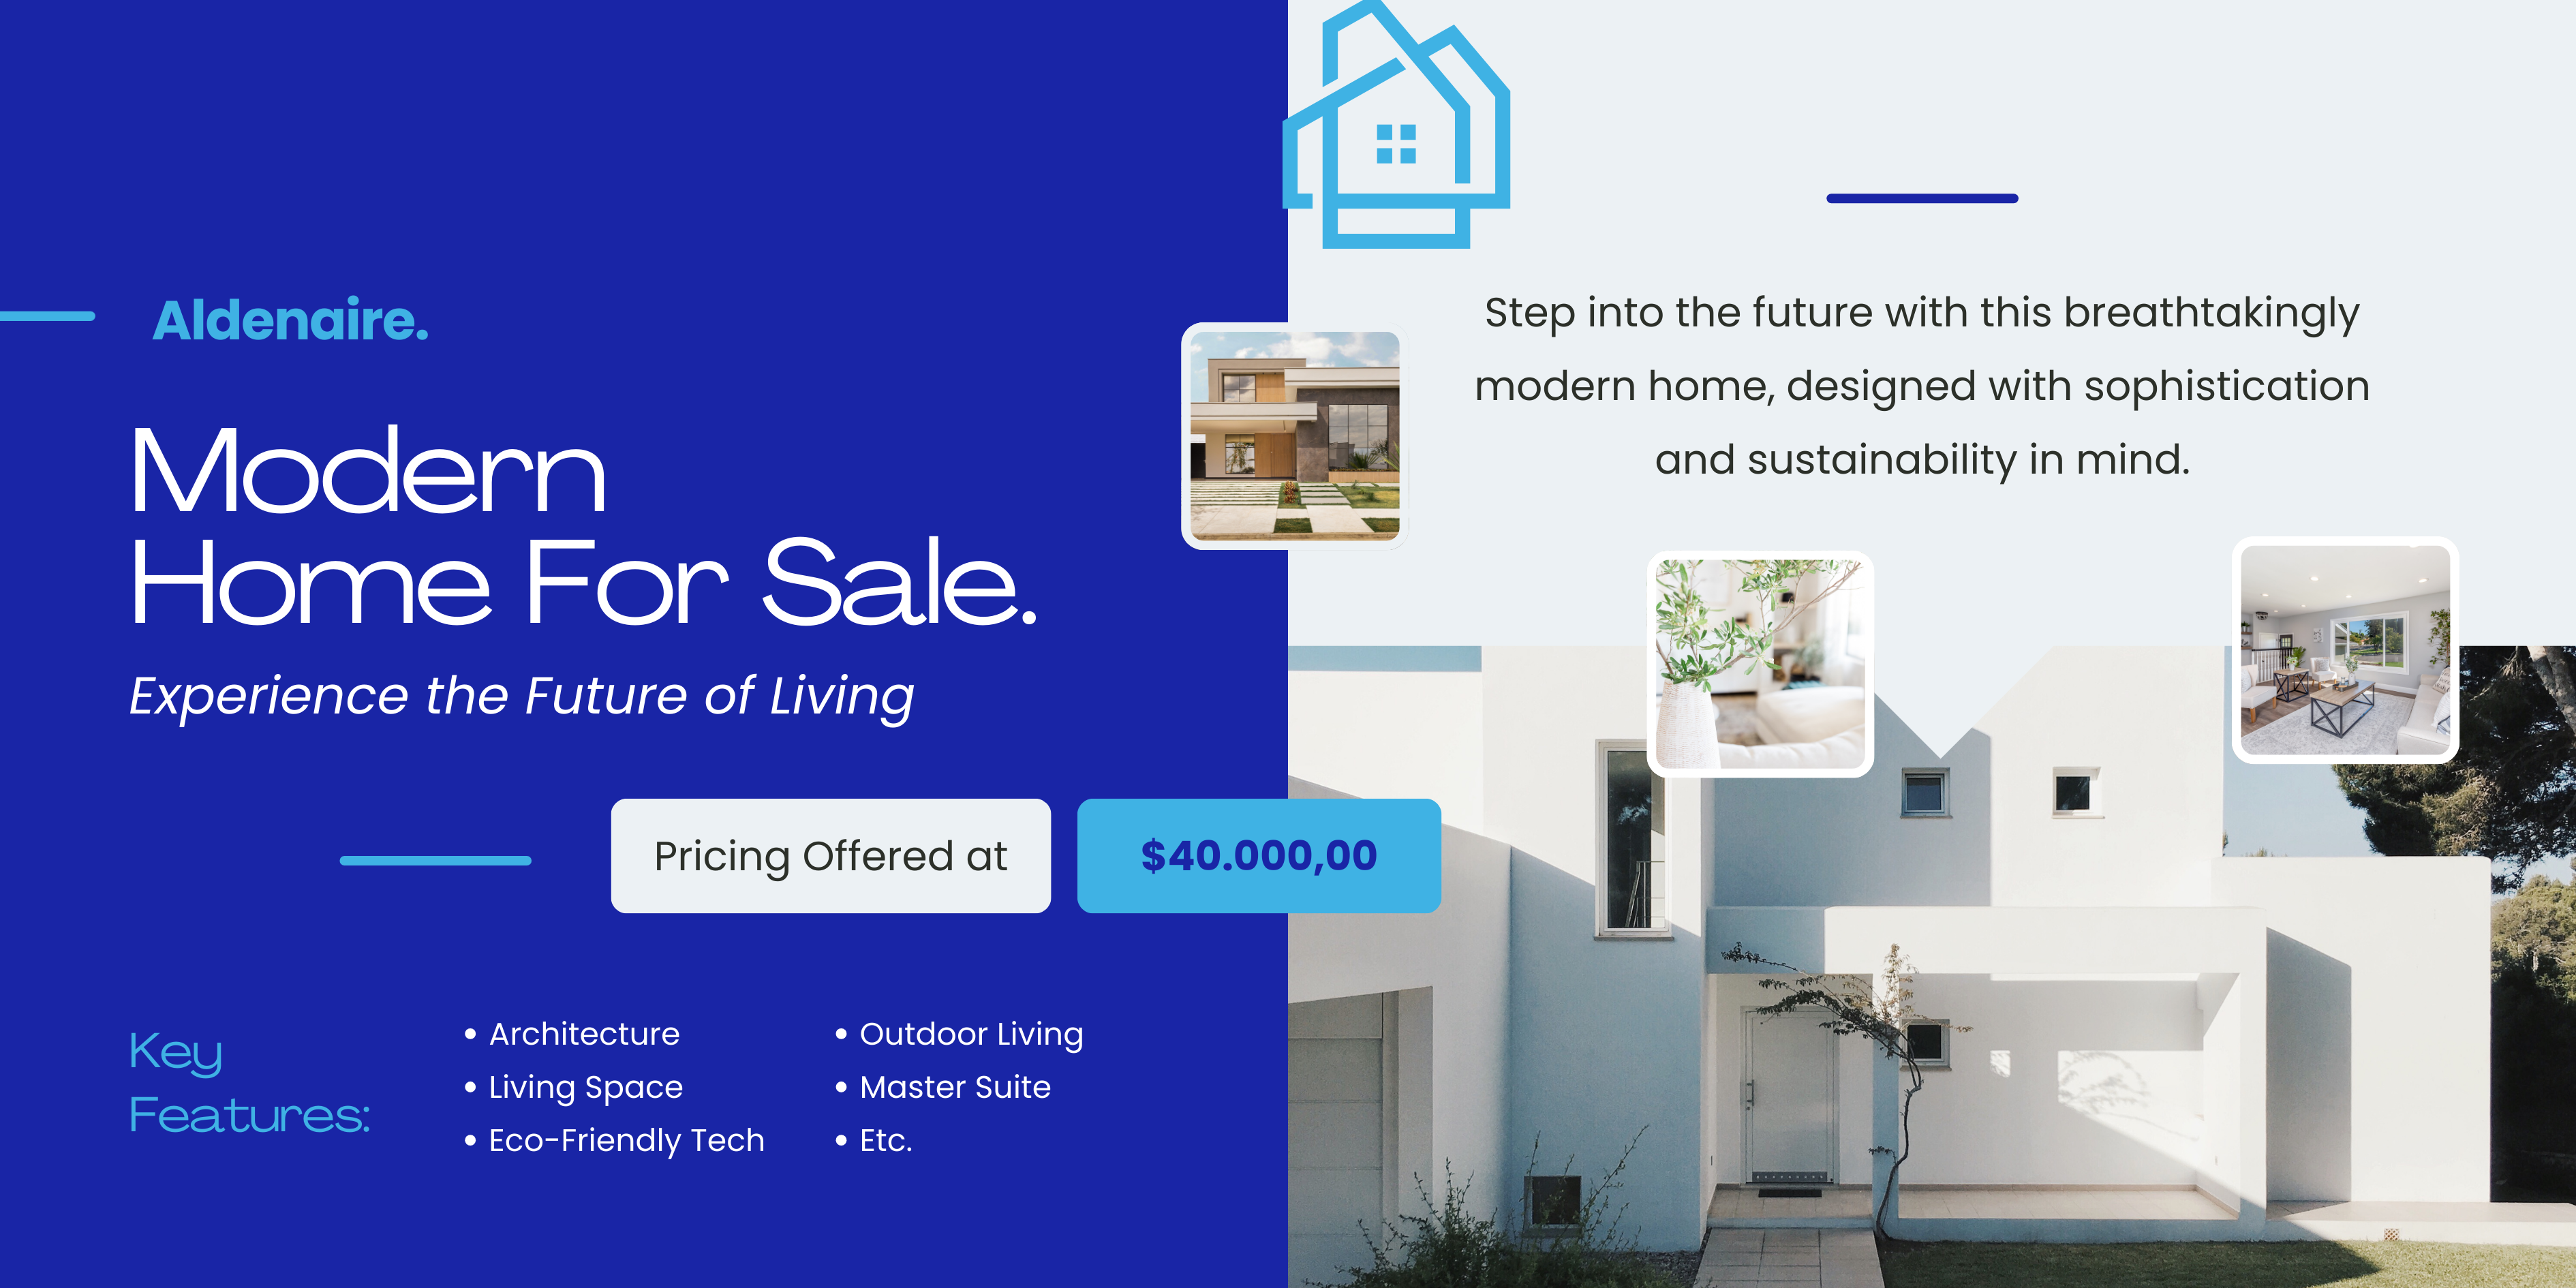 Aldenaire.
Modern
Home For Sale.
Experience the Future of Living
Pricing Offered at
$40.000,00
Key
Features:
• Architecture
• Living Space
• Eco-Friendly Tech
• Outdoor Living
• Master Suite
• Etc.
Step into the future with this breathtakingly
modern home, designed with sophistication
and sustainability in mind.